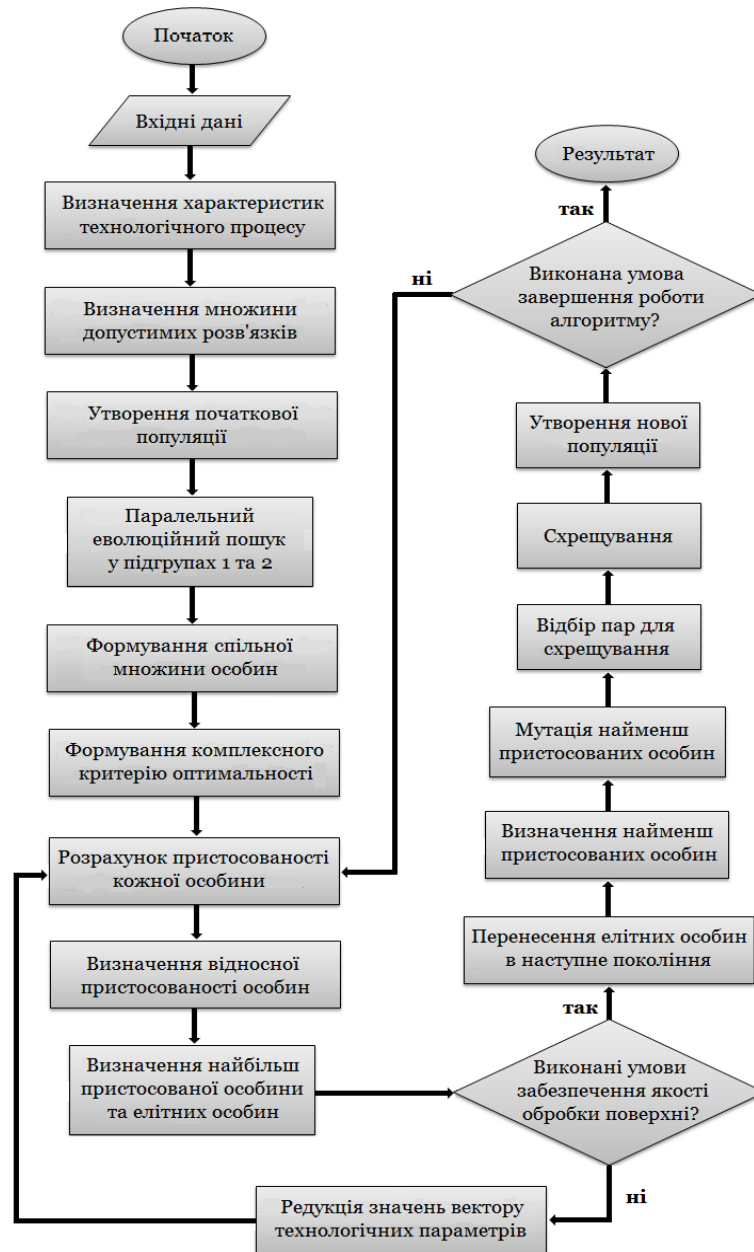 Початок
Вхідні дані
Визначення характеристик
технологічного процесу
Визначення множини
допустимих розв'язків
Утворення початкової
популяції
Паралельний
еволюційний пошук
у підгрупах 1 та 2
Формування спільної
множини особин
Формування комплексного
критерію оптимальності
Розрахунок пристосованості
кожної особини
Визначення відносної
пристосованості особин
Визначення найбільш
пристосованої особини
та елітних особин
Виконані умови
забезпечення якості
обробки поверхні?
ні
Редукція значень вектору
технологічних параметрів
так
Перенесення елітних особин
в наступне покоління
Визначення найменш
пристосованих особин
Мутація найменш
пристосованих особин
Відбір пар для
схрещування
Схрещування
Утворення нової
популяції
Виконана умова
завершення роботи
алгоритму?
ні
так
Результат